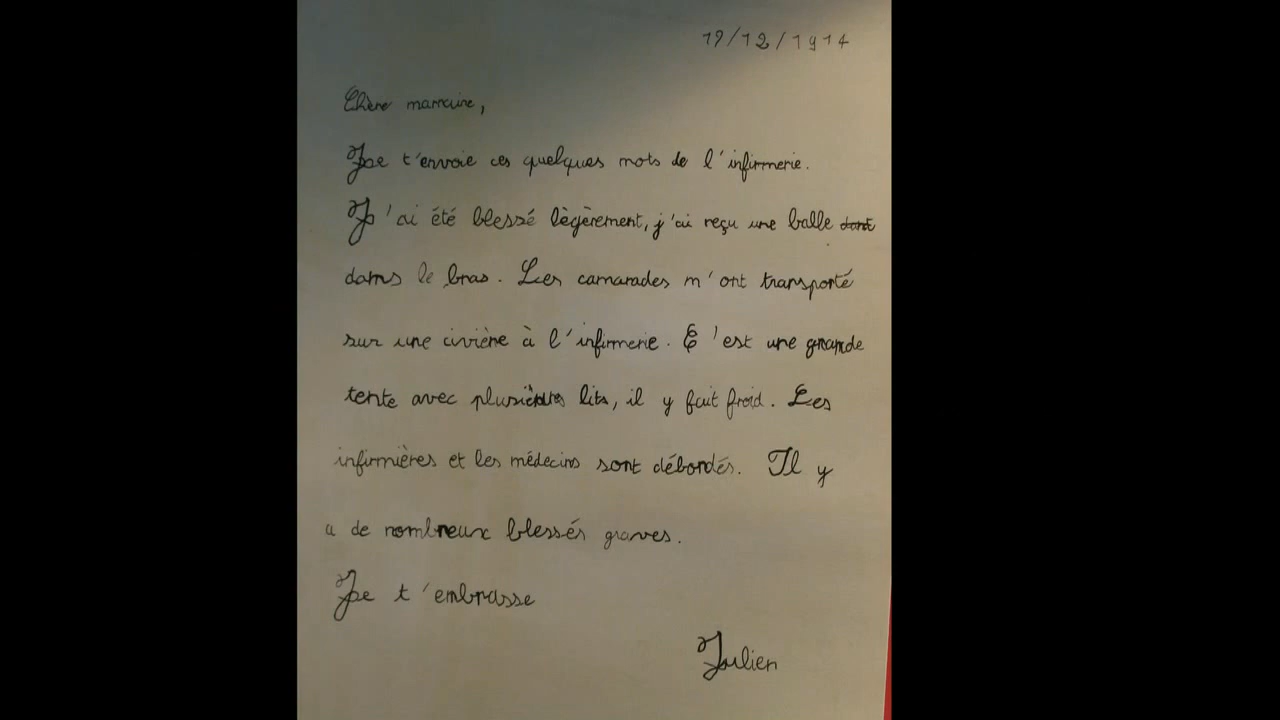 19/12/1914
Chère marraine,
Je t'envoie ces quelques mots de l'infirmerie.
J'ai été blessé lègèrement, j'ai reçu une balle dont
dans le bras. Les camarades m'ont transporté
sur une civière à l'infirmerie. C'est une grande
tente avec plusieurs lits, il y fait froid. Les
infirmières et les médecins sont débordés. Il y
a de nombreux blessés graves.
Je t'embrasse
Julien